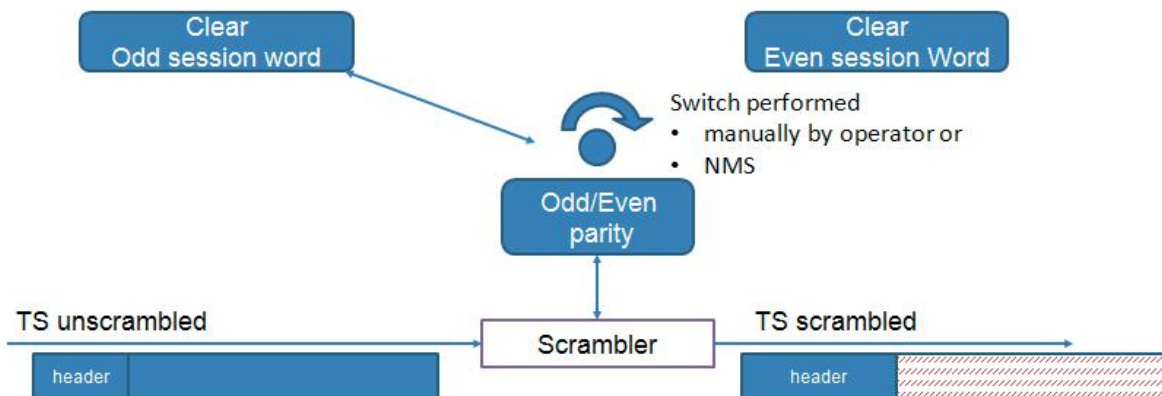 Clear
Odd session word
Clear
Even session Word
Switch performed
• manually by operator or
• NMS
Odd/Even
parity
TS unscrambled
Scrambler
TS scrambled
header
header